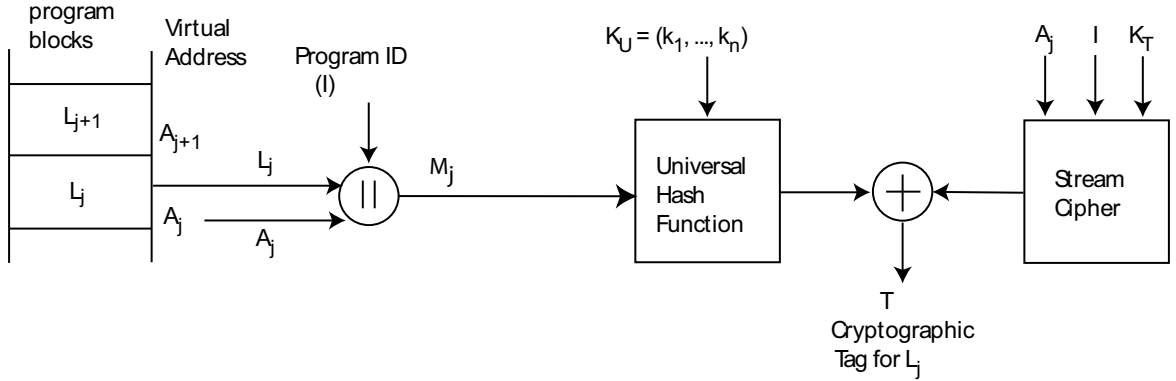 program
blocks
Virtual
Address
Program ID
(I)
K_U = (k_1, ..., k_n)
A_j
I
K_T
L_{j+1}
A_{j+1}
L_j
L_j
||
M_j
A_j
A_j
Universal
Hash
Function
+
Stream
Cipher
T
Cryptographic
Tag for L_j